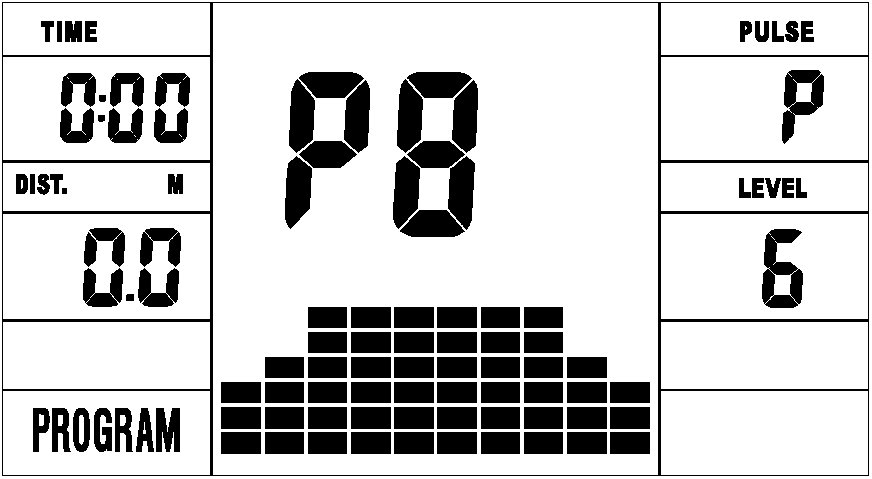 TIME
0:00
DIST. M
0.0
PROGRAM
P8
PULSE
P
LEVEL
6